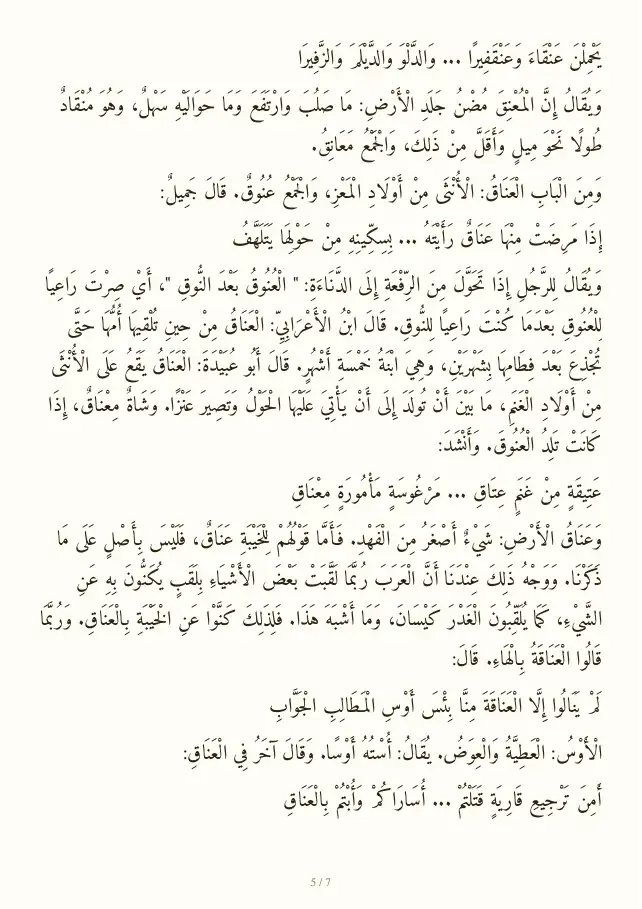 يَحْمِلْنَ عَنْقَاءَ وَعَنْقَفِيرًا ... وَالدَّلْوَ وَالدَّيْلَمَ وَالزَّفِيرَا
وَيُقَالُ إِنَّ الْمُعْنِقَ مُضْنُ جَلَدِ الْأَرْضِ: مَا صَلُبَ وَارْتَفَعَ وَمَا حَوَالَيْهِ سَهْلٌ، وَهُوَ مُنْقَادٌ
طُولًا نَحْوَ مِيلٍ وَأَقَلَّ مِنْ ذَلِكَ، وَالْجَمْعُ مَعَانِقُ.
وَمِنَ الْبَابِ الْعَنَاقُ: الْأُنْثَى مِنْ أَوْلَادِ الْمَعْزِ، وَالْجَمْعُ عُنُوقٌ. قَالَ جَمِيلٌ:
إِذَا مَرِضَتْ مِنْهَا عَنَاقٌ رَأَيْتَهُ ... بِسِكِّينِهِ مِنْ حَوْلِهَا يَتَلَهَّفُ
وَيُقَالُ لِلرَّجُلِ إِذَا تَحَوَّلَ مِنَ الرِّفْعَةِ إِلَى الدَّنَاءَةِ: " الْعُنُوقُ بَعْدَ النُّوقِ "، أَيْ صِرْتَ رَاعِيًا
لِلْعُنُوقِ بَعْدَمَا كُنْتَ رَاعِيًا لِلنُّوقِ. قَالَ ابْنُ الْأَعْرَابِيِّ: الْعَنَاقُ مِنْ حِينِ تُلْقِيهَا أُمُّهَا حَتَّى
تُجْذِعَ بَعْدَ فِطَامِهَا بِشَهْرَيْنِ، وَهِيَ ابْنَةُ خَمْسَةِ أَشْهُرٍ. قَالَ أَبُو عُبَيْدَةَ: الْعَنَاقُ يَقَعُ عَلَى الْأُنْثَى
مِنْ أَوْلَادِ الْغَنَمِ، مَا بَيْنَ أَنْ تُولَدَ إِلَى أَنْ يَأْتِيَ عَلَيْهَا الْحَوْلُ وَتَصِيرَ عَنْزًا. وَشَاةٌ مِعْنَاقٌ، إِذَا
كَانَتْ تَلِدُ الْعُنُوقَ. وَأَنْشَدَ:
عَتِيقَةٍ مِنْ غَنَمٍ عِتَاقِ ... مَرْغُوسَةٍ مَأْمُورَةٍ مِعْنَاقِ
وَعَنَاقُ الْأَرْضِ: شَيْءٌ أَصْغَرُ مِنَ الْفَهْدِ. فَأَمَّا قَوْلُهُمْ لِلْخَيْبَةِ عَنَاقٌ، فَلَيْسَ بِأَصْلٍ عَلَى مَا
ذَكَرْنَا. وَوَجْهُ ذَلِكَ عِنْدَنَا أَنَّ الْعَرَبَ رُبَّمَا لَقَّبَتْ بَعْضَ الْأَشْيَاءِ بِلَقَبٍ يُكَنُّونَ بِهِ عَنِ
الشَّيْءِ، كَمَا يُلَقِّبُونَ الْغَدْرَ كَيْسَانَ، وَمَا أَشْبَهَ هَذَا. فَلِذَلِكَ كَنَّوْا عَنِ الْخَيْبَةِ بِالْعَنَاقِ. وَرُبَّمَا
قَالُوا الْعَنَاقَةُ بِالْهَاءِ. قَالَ:
لَمْ يَنَالُوا إِلَّا الْعَنَاقَةَ مِنَّا بِئْسَ أَوْسِ الْمَطَالِبِ الْجَوَّابِ
الْأَوْسُ: الْعَطِيَّةُ وَالْعِوَضُ. يُقَالُ: أُسْتُهُ أَوْسًا. وَقَالَ آخَرُ فِي الْعَنَاقِ:
أَمِنَ تَرْجِيعِ قَارِيَةٍ قَتَلْتُمْ ... أُسَارَاكُمْ وَأُبْتُمْ بِالْعَنَاقِ
5 / 7